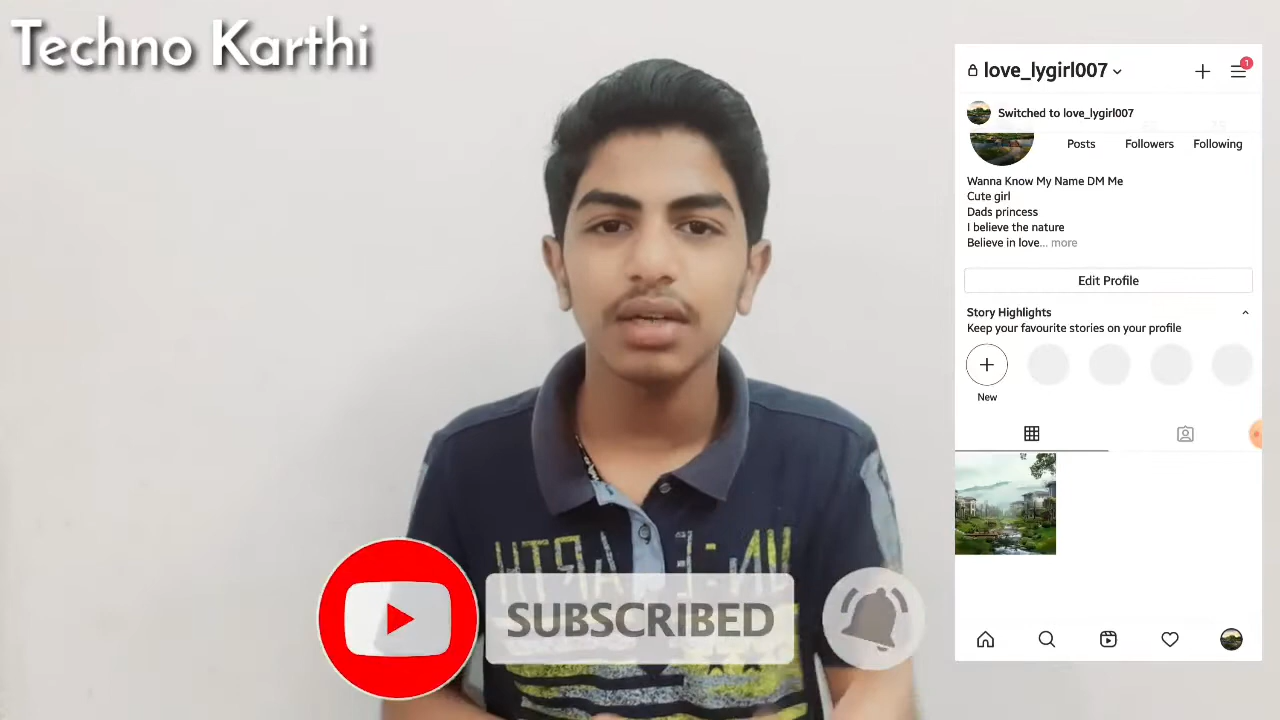 Techno Karthi
love_lygirl007
1
Switched to love_lygirl007
Posts
Followers
Following
Wanna Know My Name DM Me
Cute girl
Dads princess
I believe the nature
Believe in love... more
Edit Profile
Story Highlights
Keep your favourite stories on your profile
New
SUBSCRIBED